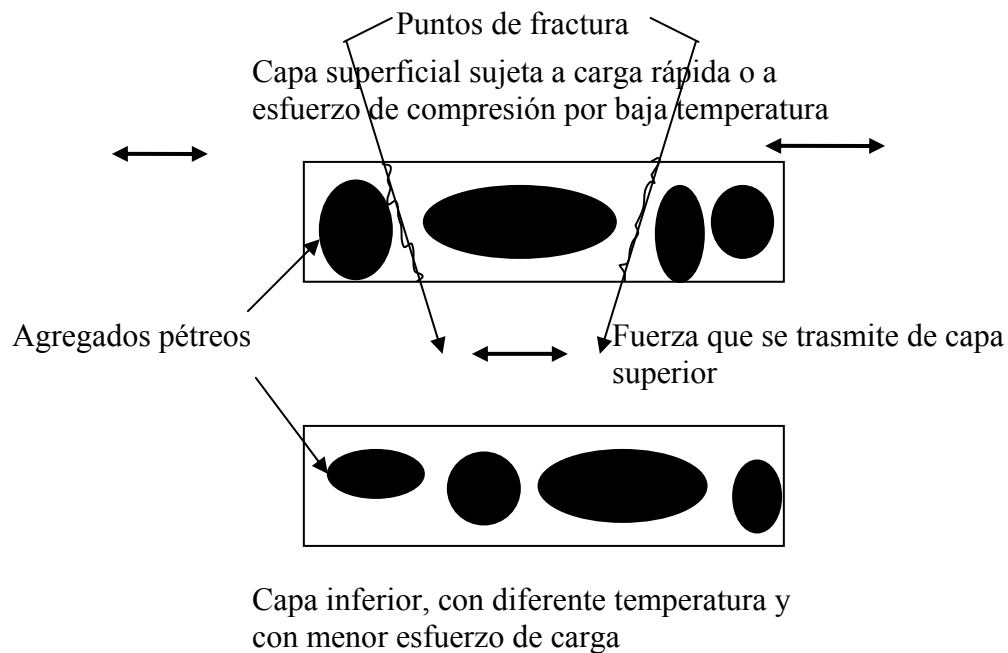 Puntos de fractura
Capa superficial sujeta a carga rápida o a
esfuerzo de compresión por baja temperatura
Agregados pétreos
Fuerza que se trasmite de capa
superior
Capa inferior, con diferente temperatura y
con menor esfuerzo de carga